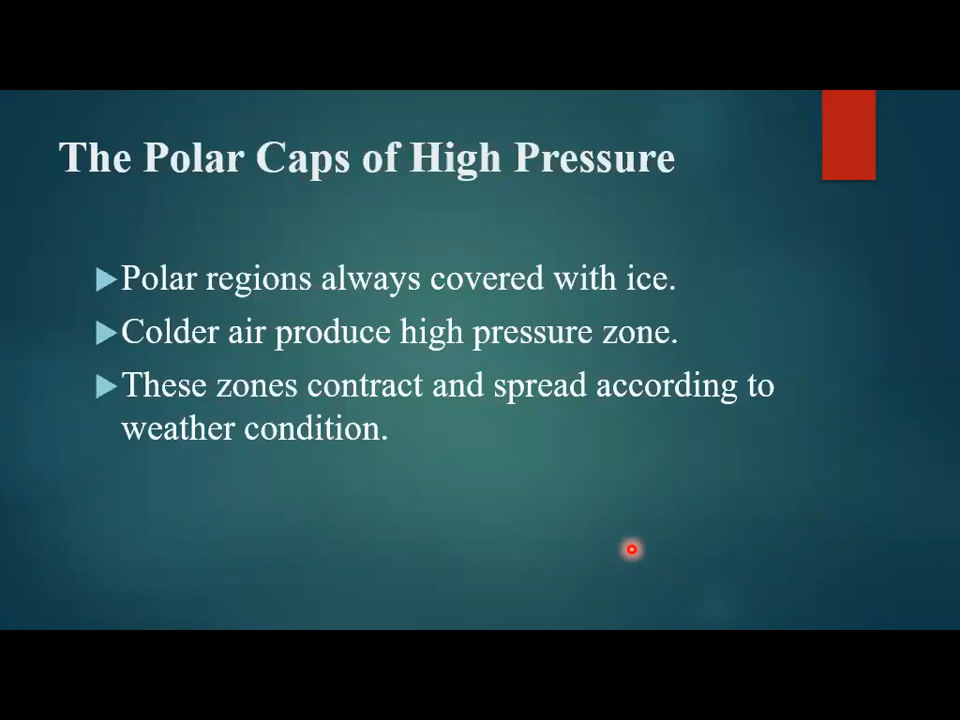 The Polar Caps of High Pressure
Polar regions always covered with ice.
Colder air produce high pressure zone.
These zones contract and spread according to
weather condition.